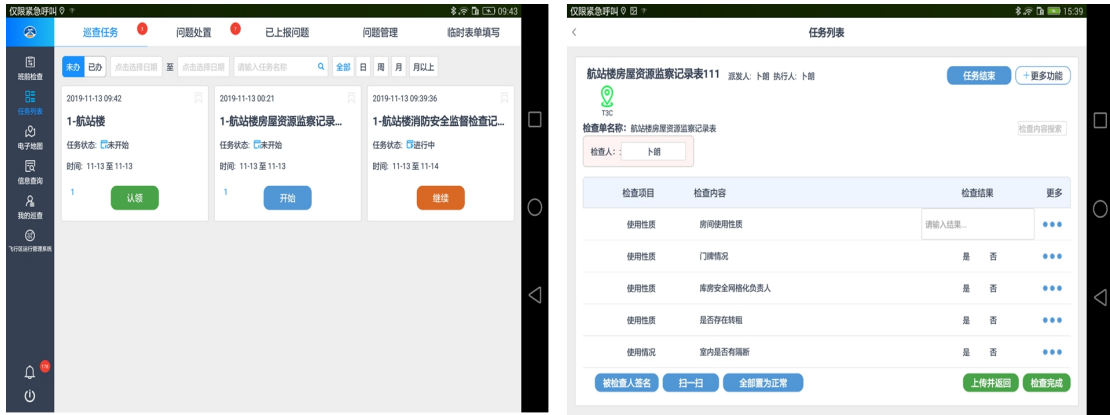 仅限紧急呼叫
09:43
巡查任务
1
问题处置
1
已上报问题
问题管理
临时表单填写
班前检查
任务列表
电子地图
信息查询
我的巡查
飞行区运行管理系统
未办 已办 点击选择日期 至 点击选择日期 请输入任务名称 全部 日 周 月 月以上
2019-11-13 09:42
1-航站楼
任务状态: 未开始
时间: 11-13 至 11-13
1
认领
2019-11-13 00:21
1-航站楼房屋资源监察记录...
任务状态: 未开始
时间: 11-13 至 11-13
1
开始
2019-11-13 09:39:36
1-航站楼消防安全监督检查记...
任务状态: 进行中
时间: 11-13 至 11-14
继续
仅限紧急呼叫
15:39
任务列表
航站楼房屋资源监察记录表111 派发人: 卜朗 执行人: 卜朗
任务结束 +更多功能
T3C
检查单名称: 航站楼房屋资源监察记录表
检查内容搜索
检查人: : 卜朗
检查项目 检查内容 检查结果 更多
使用性质 房间使用性质 请输入结果...
使用性质 门牌情况 是 否
使用性质 库房安全网格化负责人 是 否
使用性质 是否存在转租 是 否
使用情况 室内是否有隔断 是 否
被检查人签名 扫一扫 全部置为正常 上传并返回 检查完成